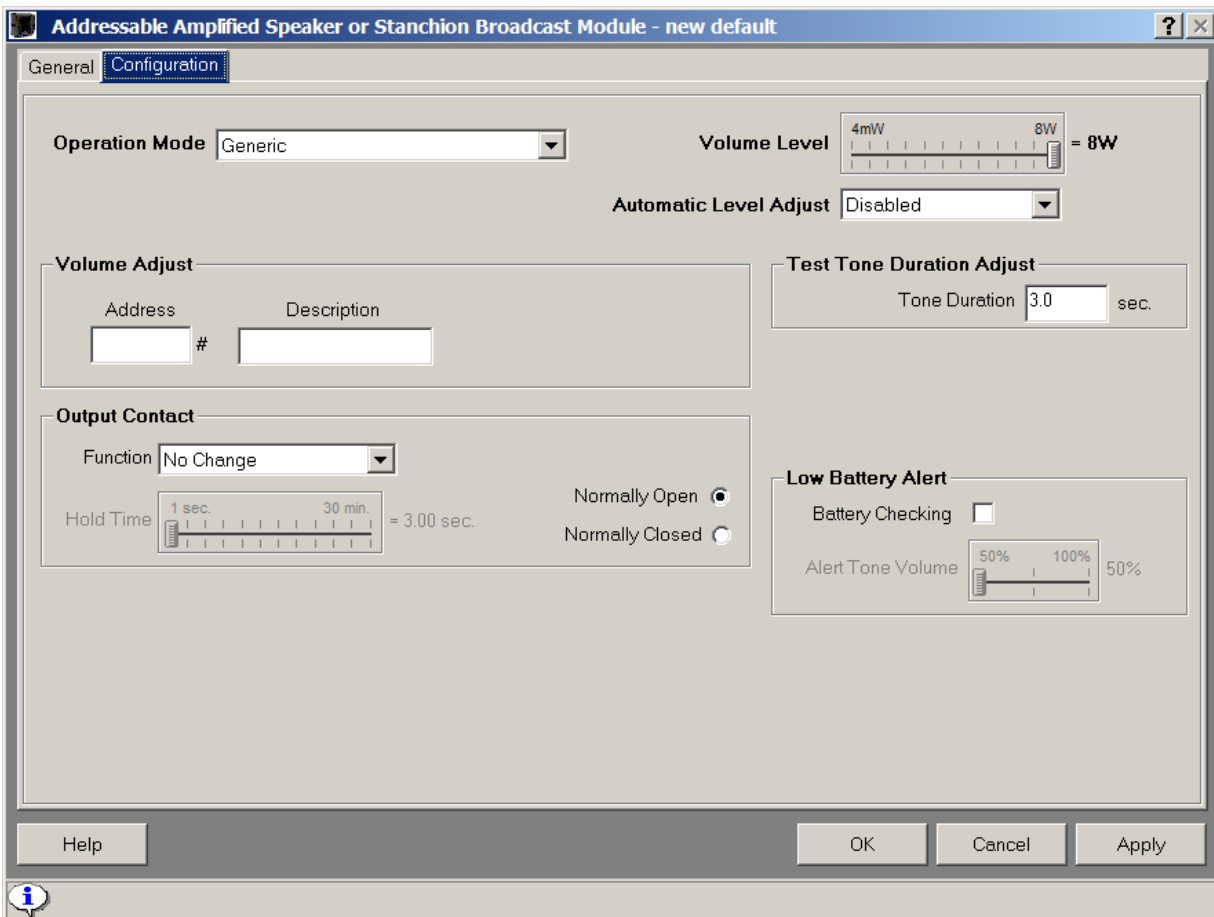 Addressable Amplified Speaker or Stanchion Broadcast Module - new default ?
General Configuration
Operation Mode Generic
Volume Level 4mW 8W = 8W
Automatic Level Adjust Disabled
Volume Adjust
Address Description
#
Test Tone Duration Adjust
Tone Duration 3.0 sec.
Output Contact
Function No Change
Hold Time 1 sec. 30 min. = 3.00 sec.
Normally Open
Normally Closed
Low Battery Alert
Battery Checking
Alert Tone Volume 50% 100% 50%
Help OK Cancel Apply
i